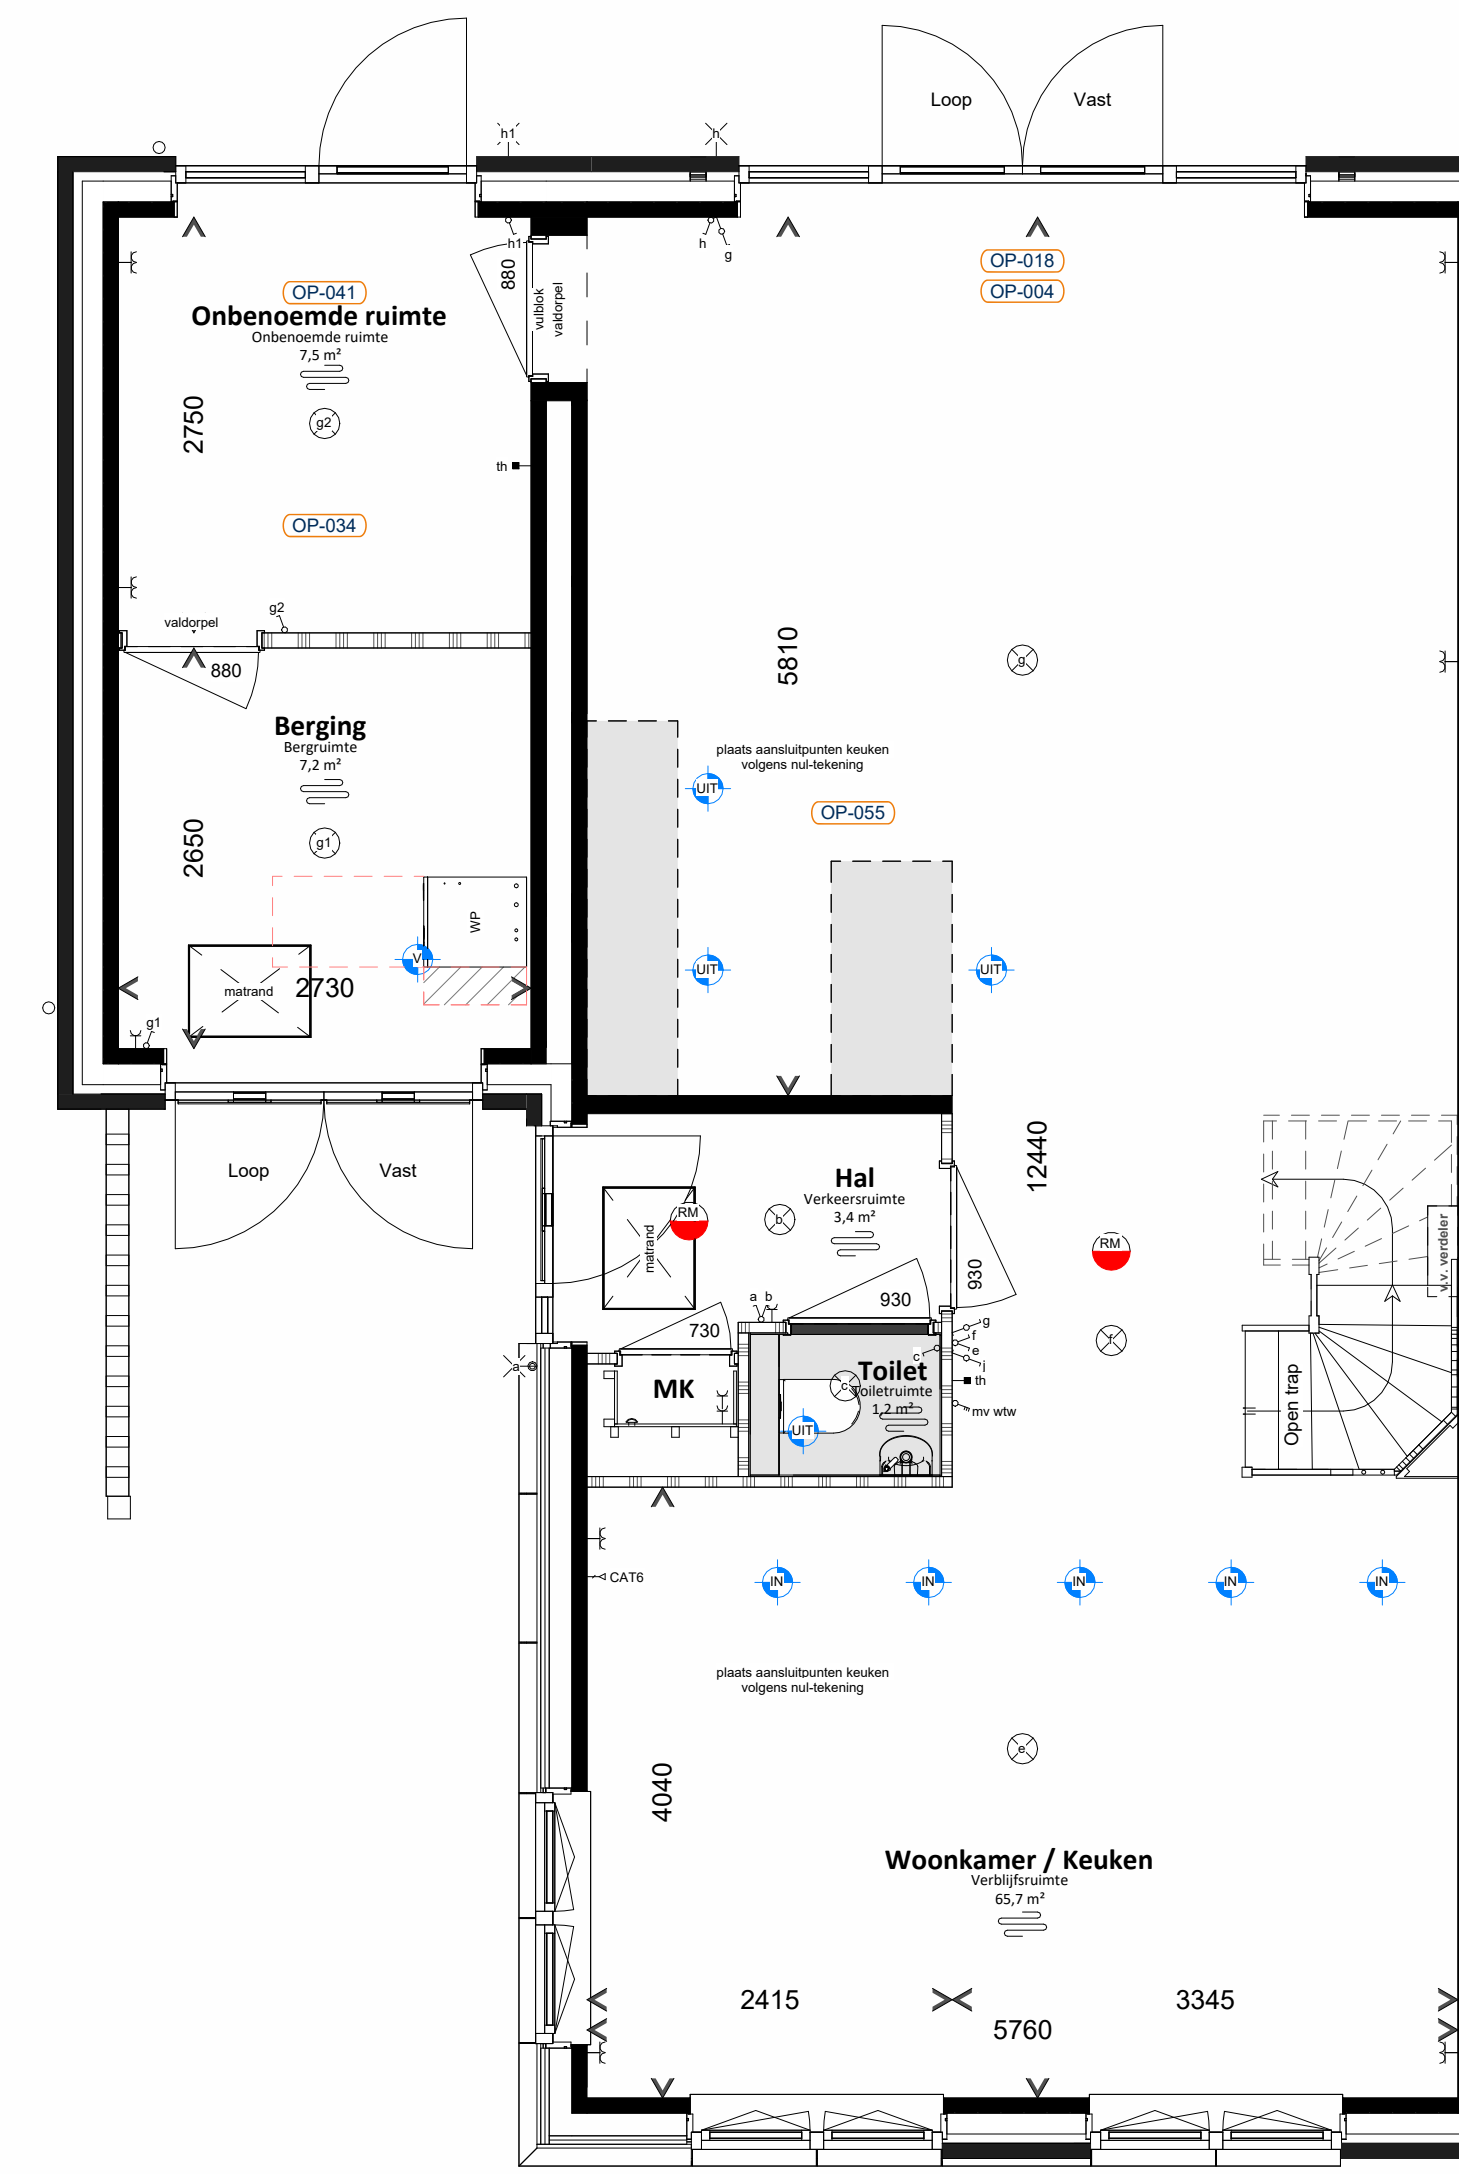 Loop
Vast
h1
h
h1
h
g
880
vulblok
valdorpel
OP-018
OP-004
OP-041
Onbenoemde ruimte
Onbenoemde ruimte
7,5 m²
g2
2750
th
OP-034
valdorpel
g2
880
5810
g
Berging
Bergruimte
7,2 m²
g1
2650
WP
V
matrand
2730
g1
plaats aansluitpunten keuken
volgens nul-tekening
UIT
OP-055
UIT
UIT
Loop
Vast
12440
Hal
Verkeersruimte
3,4 m²
RM
b
matrand
930
930
730
a b
RM
v.v. verdeler
f
Open trap
g
f
e
j
c
th
mv wtw
a
MK
Toilet
Toiletruimte
1,2 m²
c
UIT
CAT6
IN
IN
IN
IN
IN
plaats aansluitpunten keuken
volgens nul-tekening
e
4040
Woonkamer / Keuken
Verblijfsruimte
65,7 m²
2415
3345
5760